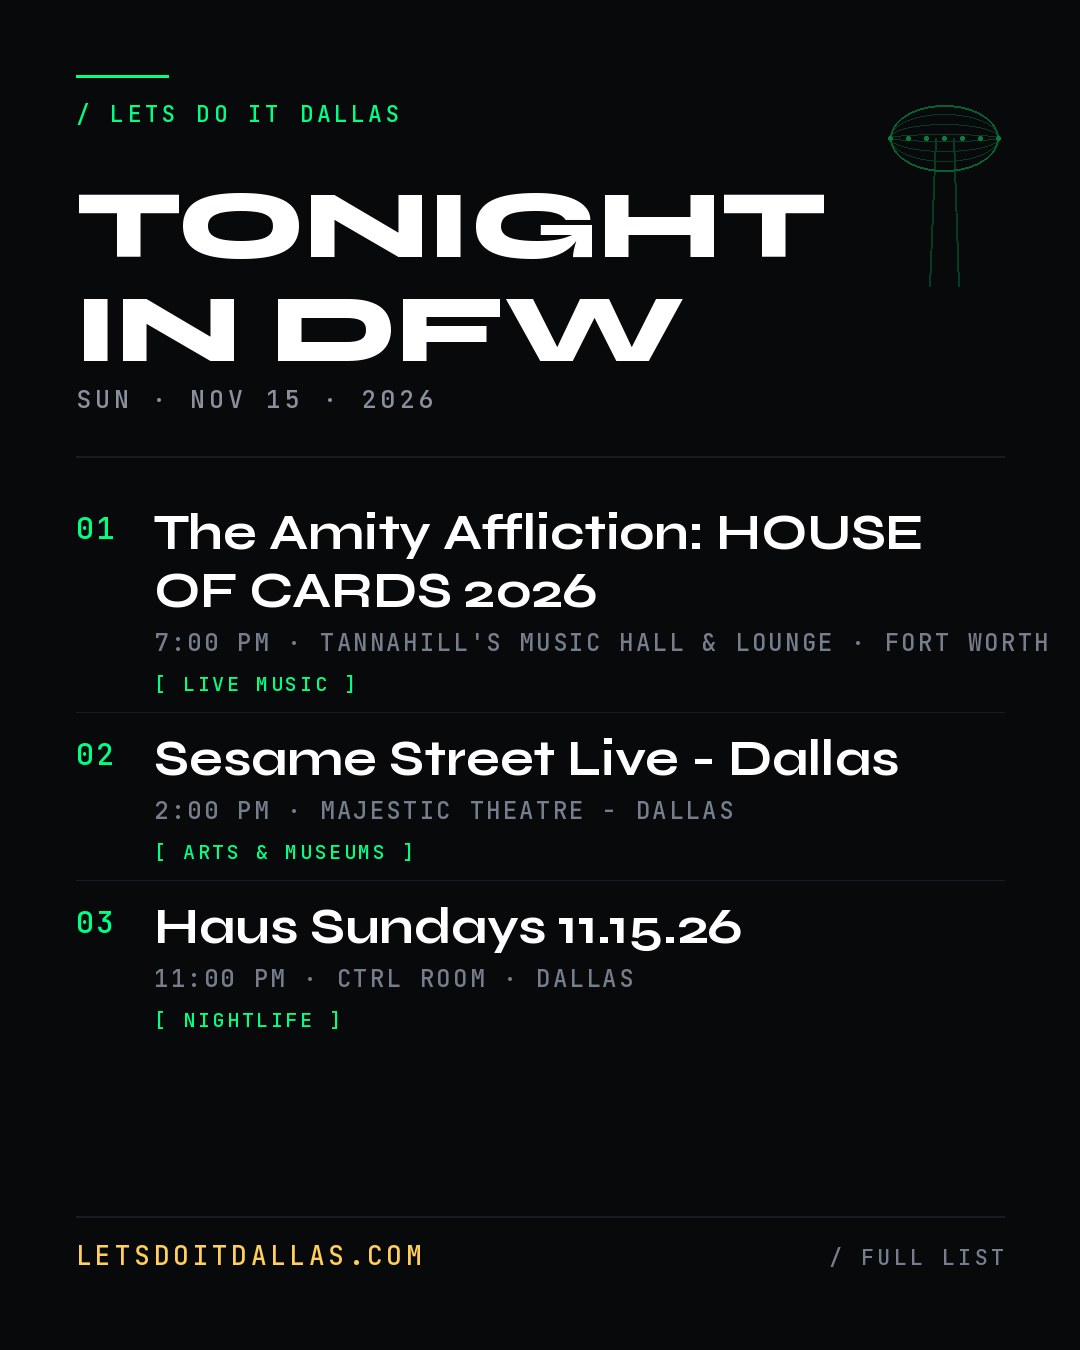 / LETS DO IT DALLAS
TONIGHT
IN DFW
SUN · NOV 15 · 2026
01
The Amity Affliction: HOUSE
OF CARDS 2026
7:00 PM · TANNAHILL'S MUSIC HALL & LOUNGE · FORT WORTH
[ LIVE MUSIC ]
02
Sesame Street Live - Dallas
2:00 PM · MAJESTIC THEATRE - DALLAS
[ ARTS & MUSEUMS ]
03
Haus Sundays 11.15.26
11:00 PM · CTRL ROOM · DALLAS
[ NIGHTLIFE ]
LETSDOITDALLAS.COM
/ FULL LIST